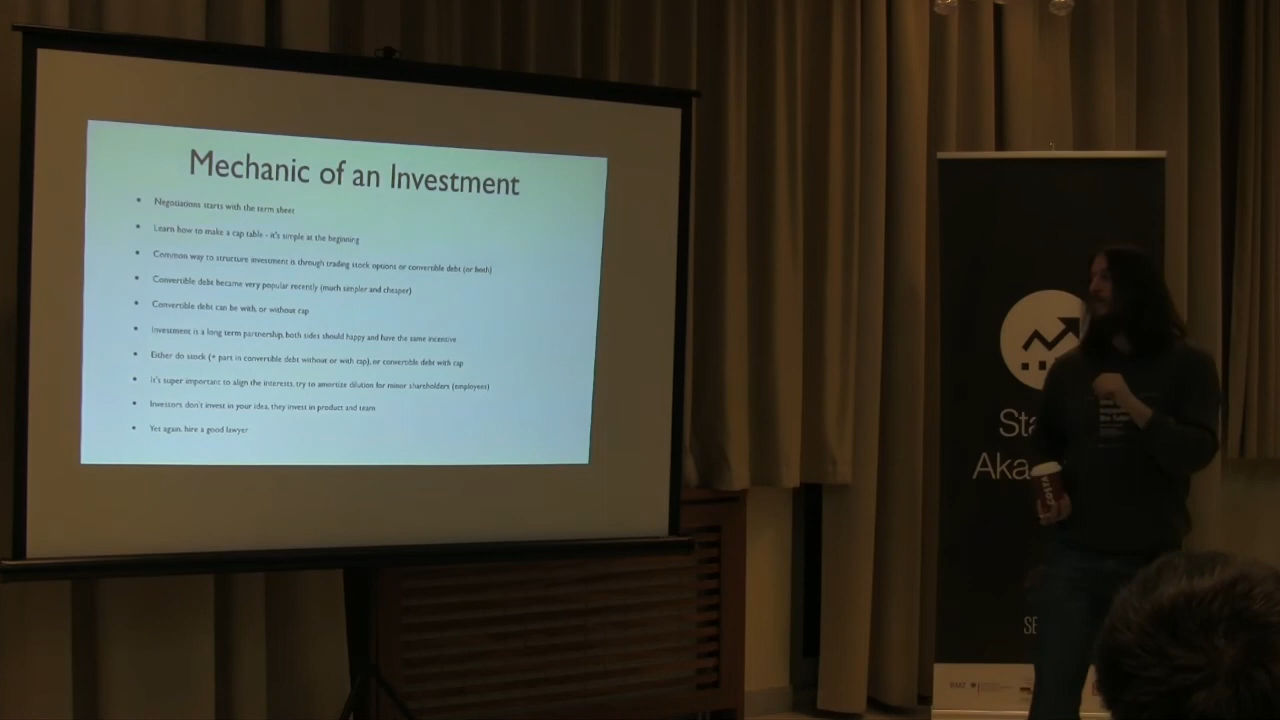 Mechanic of an Investment
• Negotiations starts with the term sheet
• Learn how to make a cap table - it's simple at the beginning
• Common way to structure investment is through trading stock options or convertible debt (or both)
• Convertible debt became very popular recently (much simpler and cheaper)
• Convertible debt can be with, or without cap
• Investment is a long term partnership, both sides should happy and have the same incentive
• Either do stock (+ part in convertible debt without or with cap), or convertible debt with cap
• It's super important to align the interests, try to amortize dilution for minor shareholders (employees)
• Investors don't invest in your idea, they invest in product and team
• Yet again, hire a good lawyer
Sta
Aka
COSTA
SE